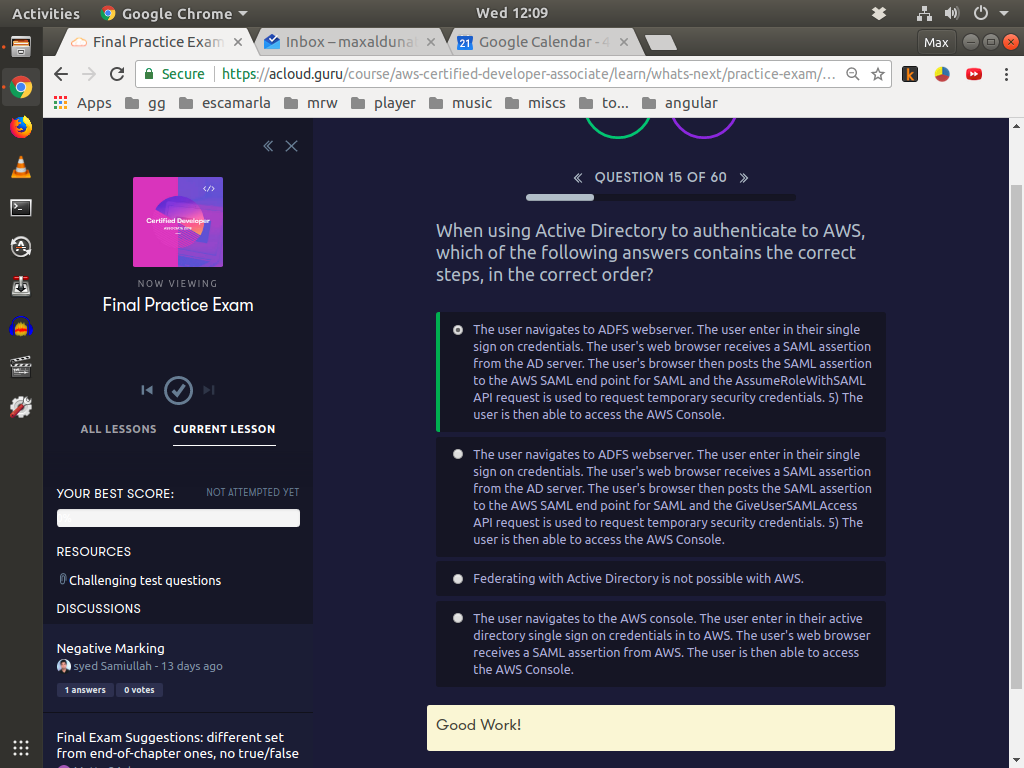 Activities
Google Chrome
Wed 12:09
Final Practice Exam
Inbox – maxalduna
Google Calendar - 4
Max
Secure
https://acloud.guru/course/aws-certified-developer-associate/learn/whats-next/practice-exam/...
Apps
gg
escamarla
mrw
player
music
miscs
to...
angular
</>
Certified Developer
NOW VIEWING
Final Practice Exam
ALL LESSONS
CURRENT LESSON
YOUR BEST SCORE:
NOT ATTEMPTED YET
RESOURCES
Challenging test questions
DISCUSSIONS
Negative Marking
syed Samiullah - 13 days ago
1 answers
0 votes
Final Exam Suggestions: different set
from end-of-chapter ones, no true/false
« QUESTION 15 OF 60 »
When using Active Directory to authenticate to AWS,
which of the following answers contains the correct
steps, in the correct order?
The user navigates to ADFS webserver. The user enter in their single
sign on credentials. The user's web browser receives a SAML assertion
from the AD server. The user's browser then posts the SAML assertion
to the AWS SAML end point for SAML and the AssumeRoleWithSAML
API request is used to request temporary security credentials. 5) The
user is then able to access the AWS Console.
The user navigates to ADFS webserver. The user enter in their single
sign on credentials. The user's web browser receives a SAML assertion
from the AD server. The user's browser then posts the SAML assertion
to the AWS SAML end point for SAML and the GiveUserSAMLAccess
API request is used to request temporary security credentials. 5) The
user is then able to access the AWS Console.
Federating with Active Directory is not possible with AWS.
The user navigates to the AWS console. The user enter in their active
directory single sign on credentials in to AWS. The user's web browser
receives a SAML assertion from AWS. The user is then able to access
the AWS Console.
Good Work!